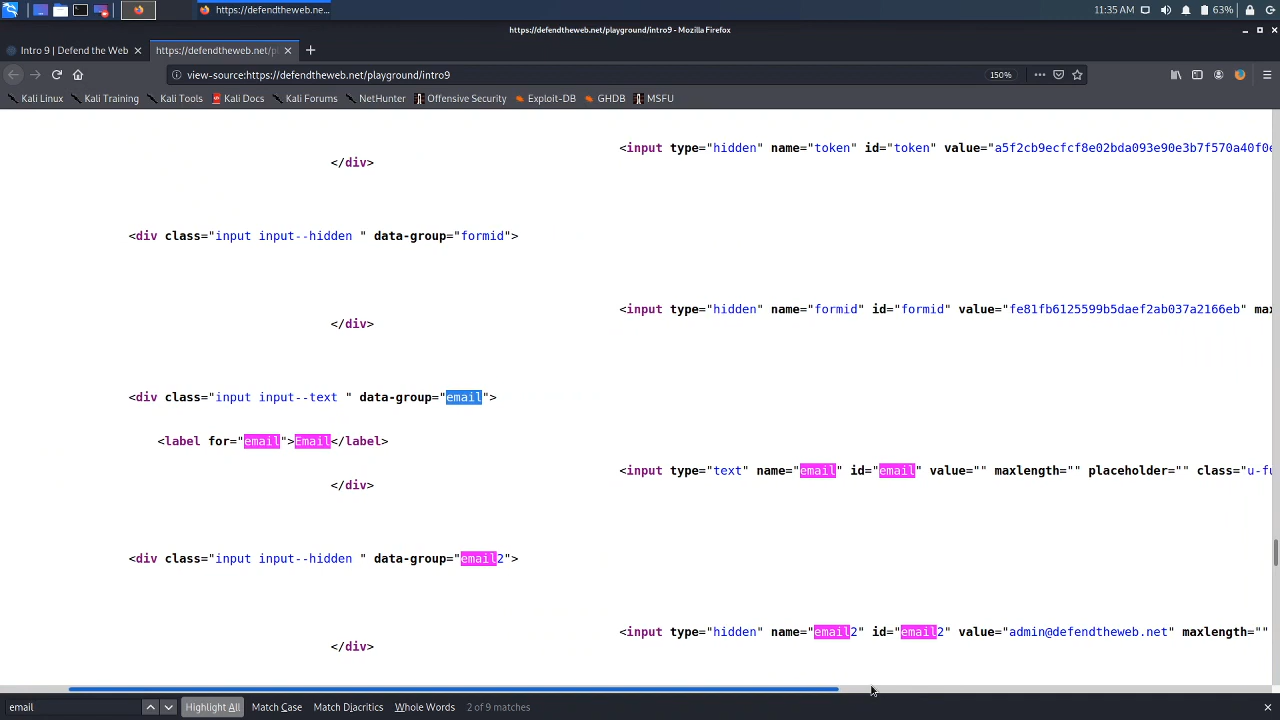 https://defendtheweb.ne...
11:35 AM
63%
https://defendtheweb.net/playground/intro9 - Mozilla Firefox
Intro 9 | Defend the Web
https://defendtheweb.net/pl
view-source:https://defendtheweb.net/playground/intro9
150%
Kali Linux Kali Training Kali Tools Kali Docs Kali Forums NetHunter Offensive Security Exploit-DB GHDB MSFU
<input type="hidden" name="token" id="token" value="a5f2cb9ecfcf8e02bda093e90e3b7f570a40f0e
</div>
<div class="input input--hidden " data-group="formid">
<input type="hidden" name="formid" id="formid" value="fe81fb6125599b5daef2ab037a2166eb" max
</div>
<div class="input input--text " data-group="email">
<label for="email">Email</label>
<input type="text" name="email" id="email" value="" maxlength="" placeholder="" class="u-fu
</div>
<div class="input input--hidden " data-group="email2">
<input type="hidden" name="email2" id="email2" value="admin@defendtheweb.net" maxlength=""
</div>
email
Highlight All Match Case Match Diacritics Whole Words 2 of 9 matches